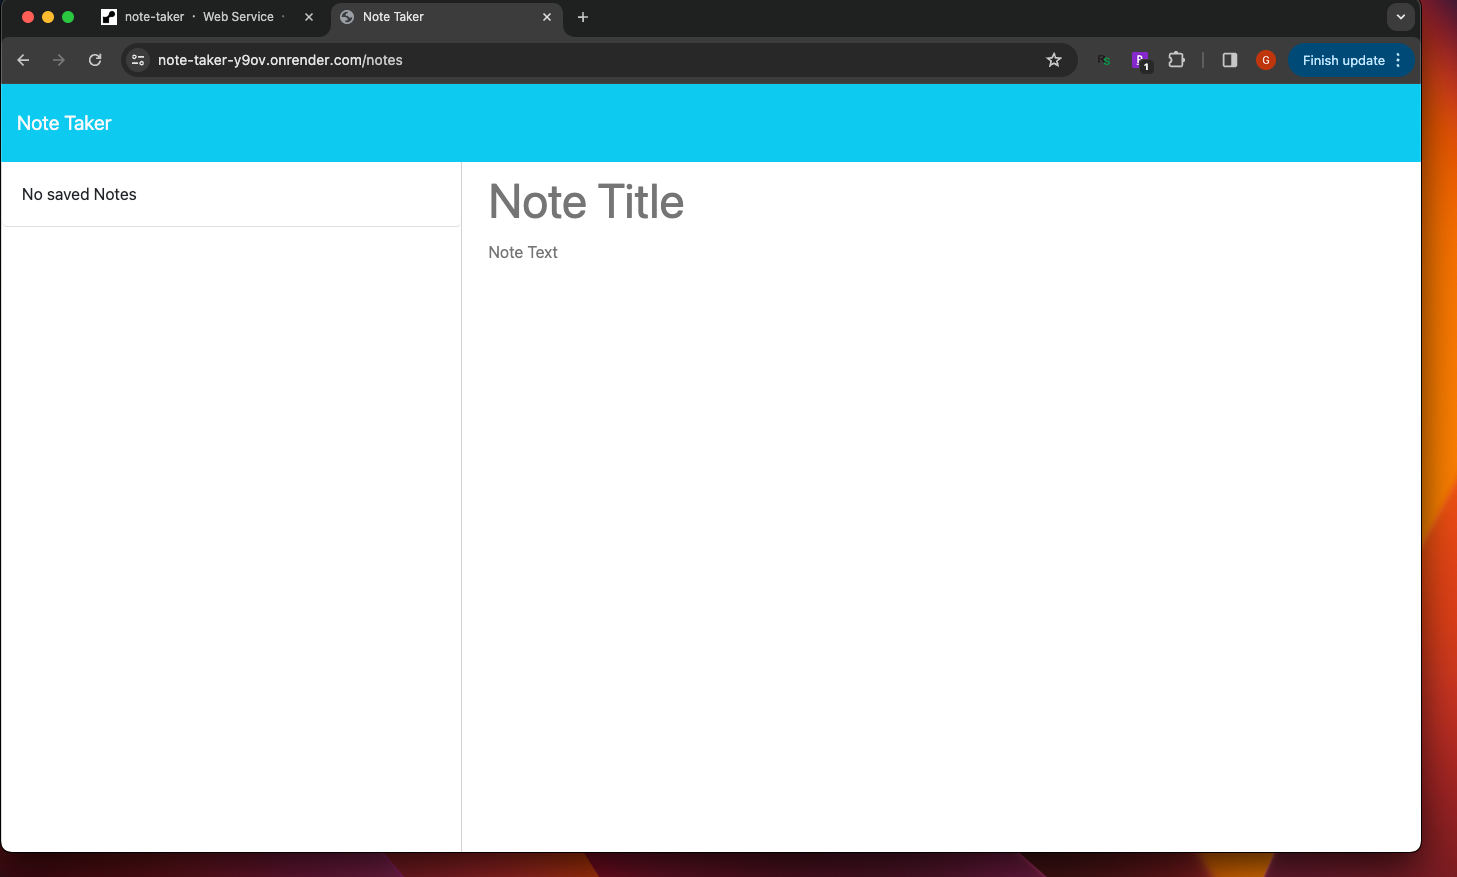 note-taker · Web Service ·
Note Taker
note-taker-y9ov.onrender.com/notes
1
G
Finish update
Note Taker
No saved Notes
Note Title
Note Text